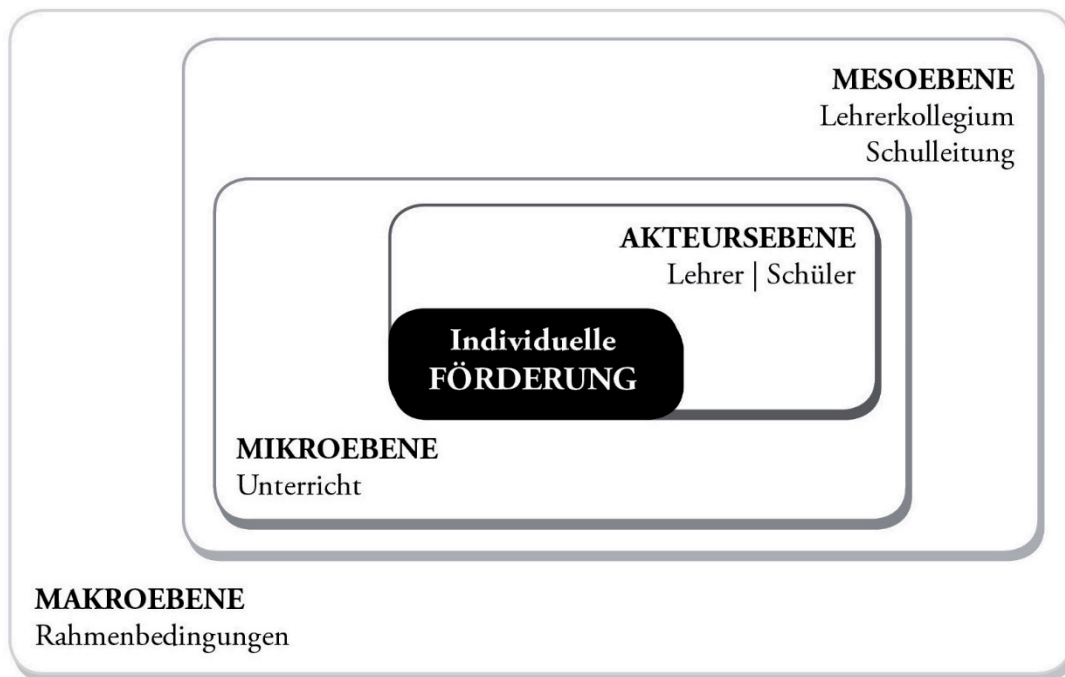 MESOEBENE
Lehrerkollegium
Schulleitung
AKTEURSEBENE
Lehrer | Schüler
Individuelle
FÖRDERUNG
MIKROEBENE
Unterricht
MAKROEBENE
Rahmenbedingungen